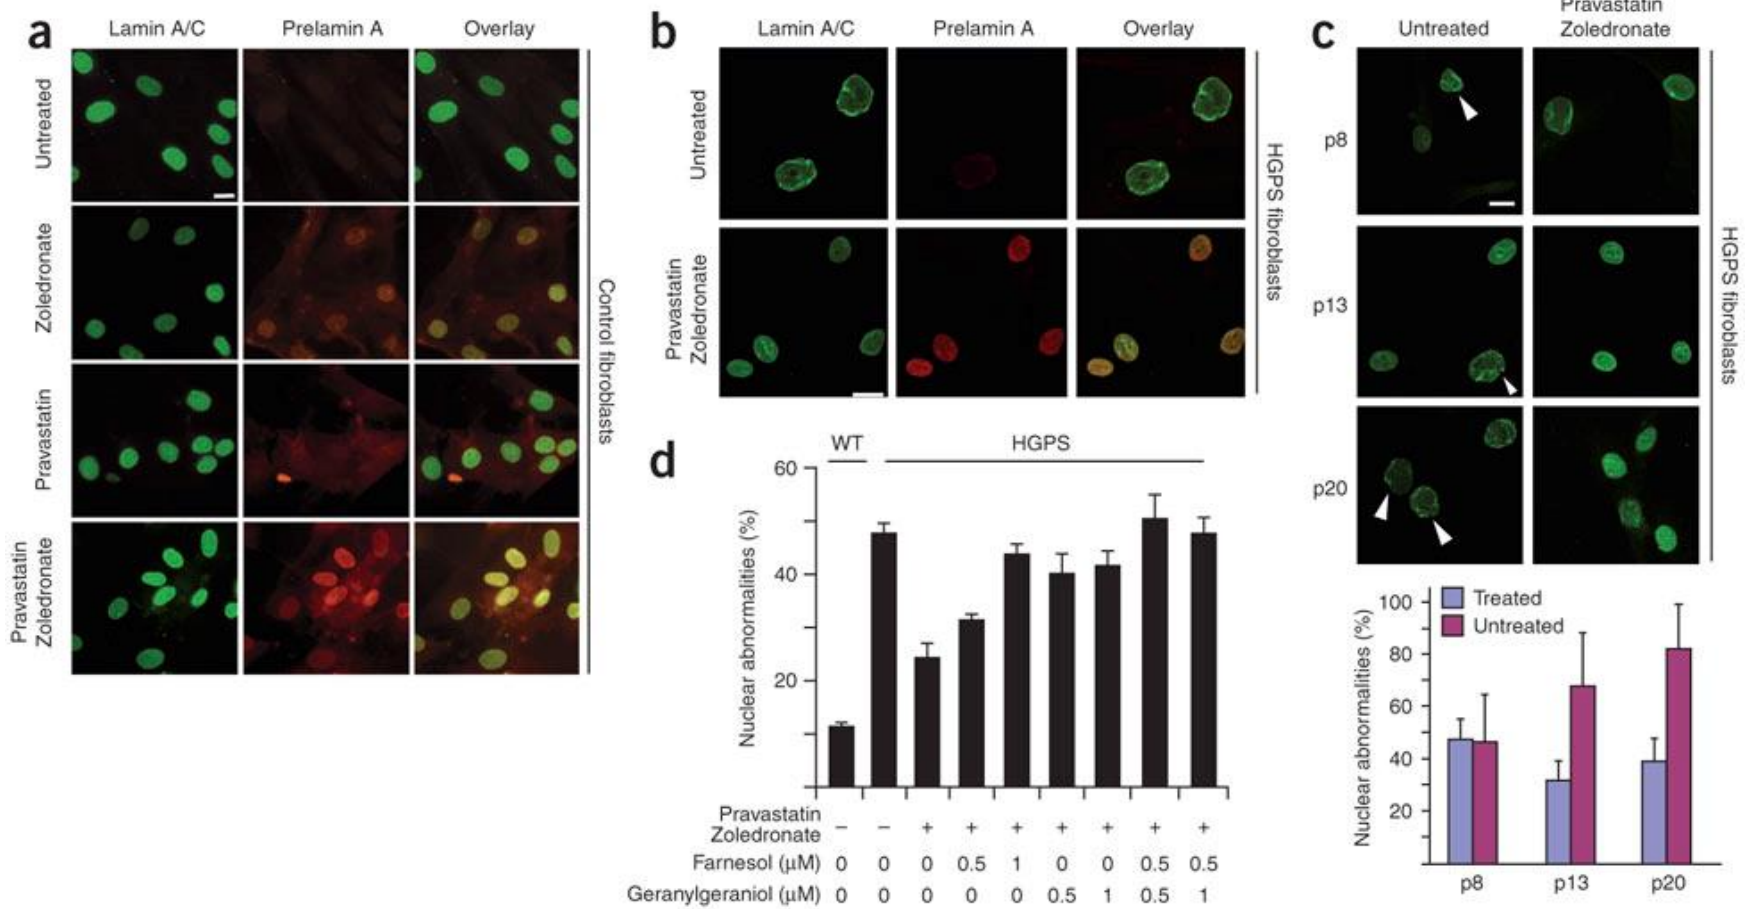 a
Lamin A/C Prelamin A Overlay
Untreated
Zoledronate
Pravastatin
Pravastatin
Zoledronate
Control fibroblasts
b
Lamin A/C Prelamin A Overlay
Untreated
Pravastatin
Zoledronate
HGPS fibroblasts
c
Untreated
Pravastatin
Zoledronate
p8
p13
p20
HGPS fibroblasts
Nuclear abnormalities (%)
100
80
60
40
20
Treated
Untreated
p8 p13 p20
d
WT HGPS
Nuclear abnormalities (%)
60
40
20
Pravastatin
Zoledronate − − + + + + + + +
Farnesol (μM) 0 0 0 0.5 1 0 0 0.5 0.5
Geranylgeraniol (μM) 0 0 0 0 0 0.5 1 0.5 1